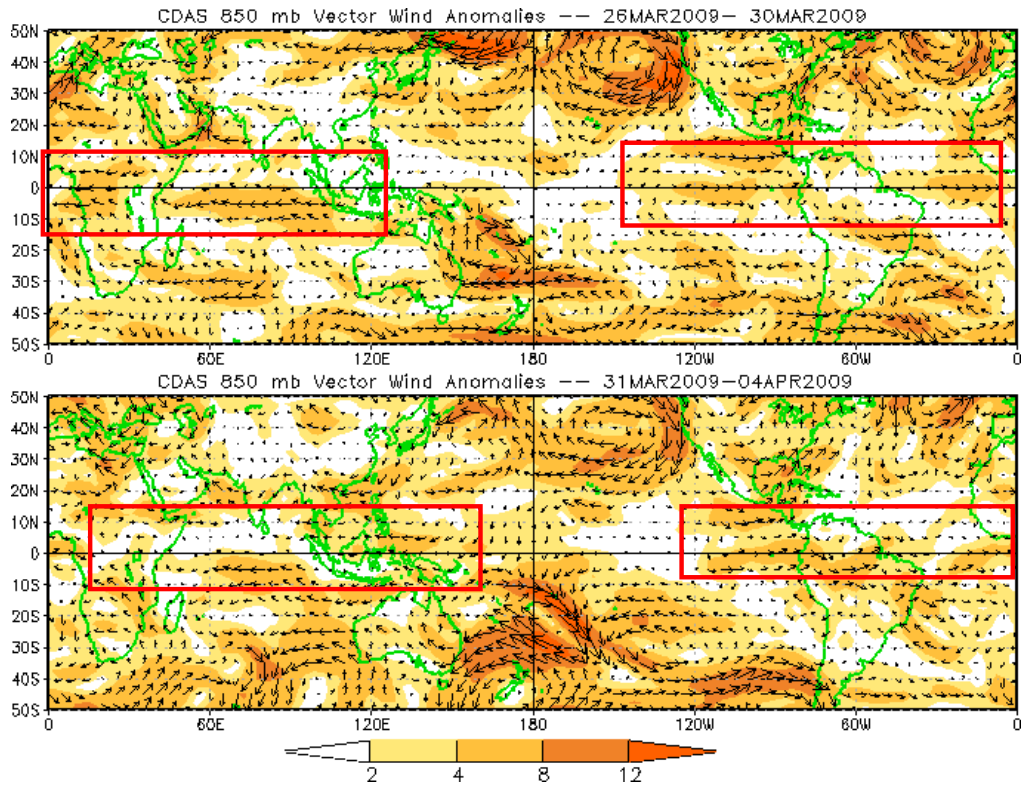 CDAS 850 mb Vector Wind Anomalies -- 26MAR2009- 30MAR2009
50N
40N
30N
20N
10N
0
10S
20S
30S
40S
50S
0 60E 120E 180 120W 60W 0
CDAS 850 mb Vector Wind Anomalies -- 31MAR2009-04APR2009
50N
40N
30N
20N
10N
0
10S
20S
30S
40S
50S
0 60E 120E 180 120W 60W 0
2 4 8 12